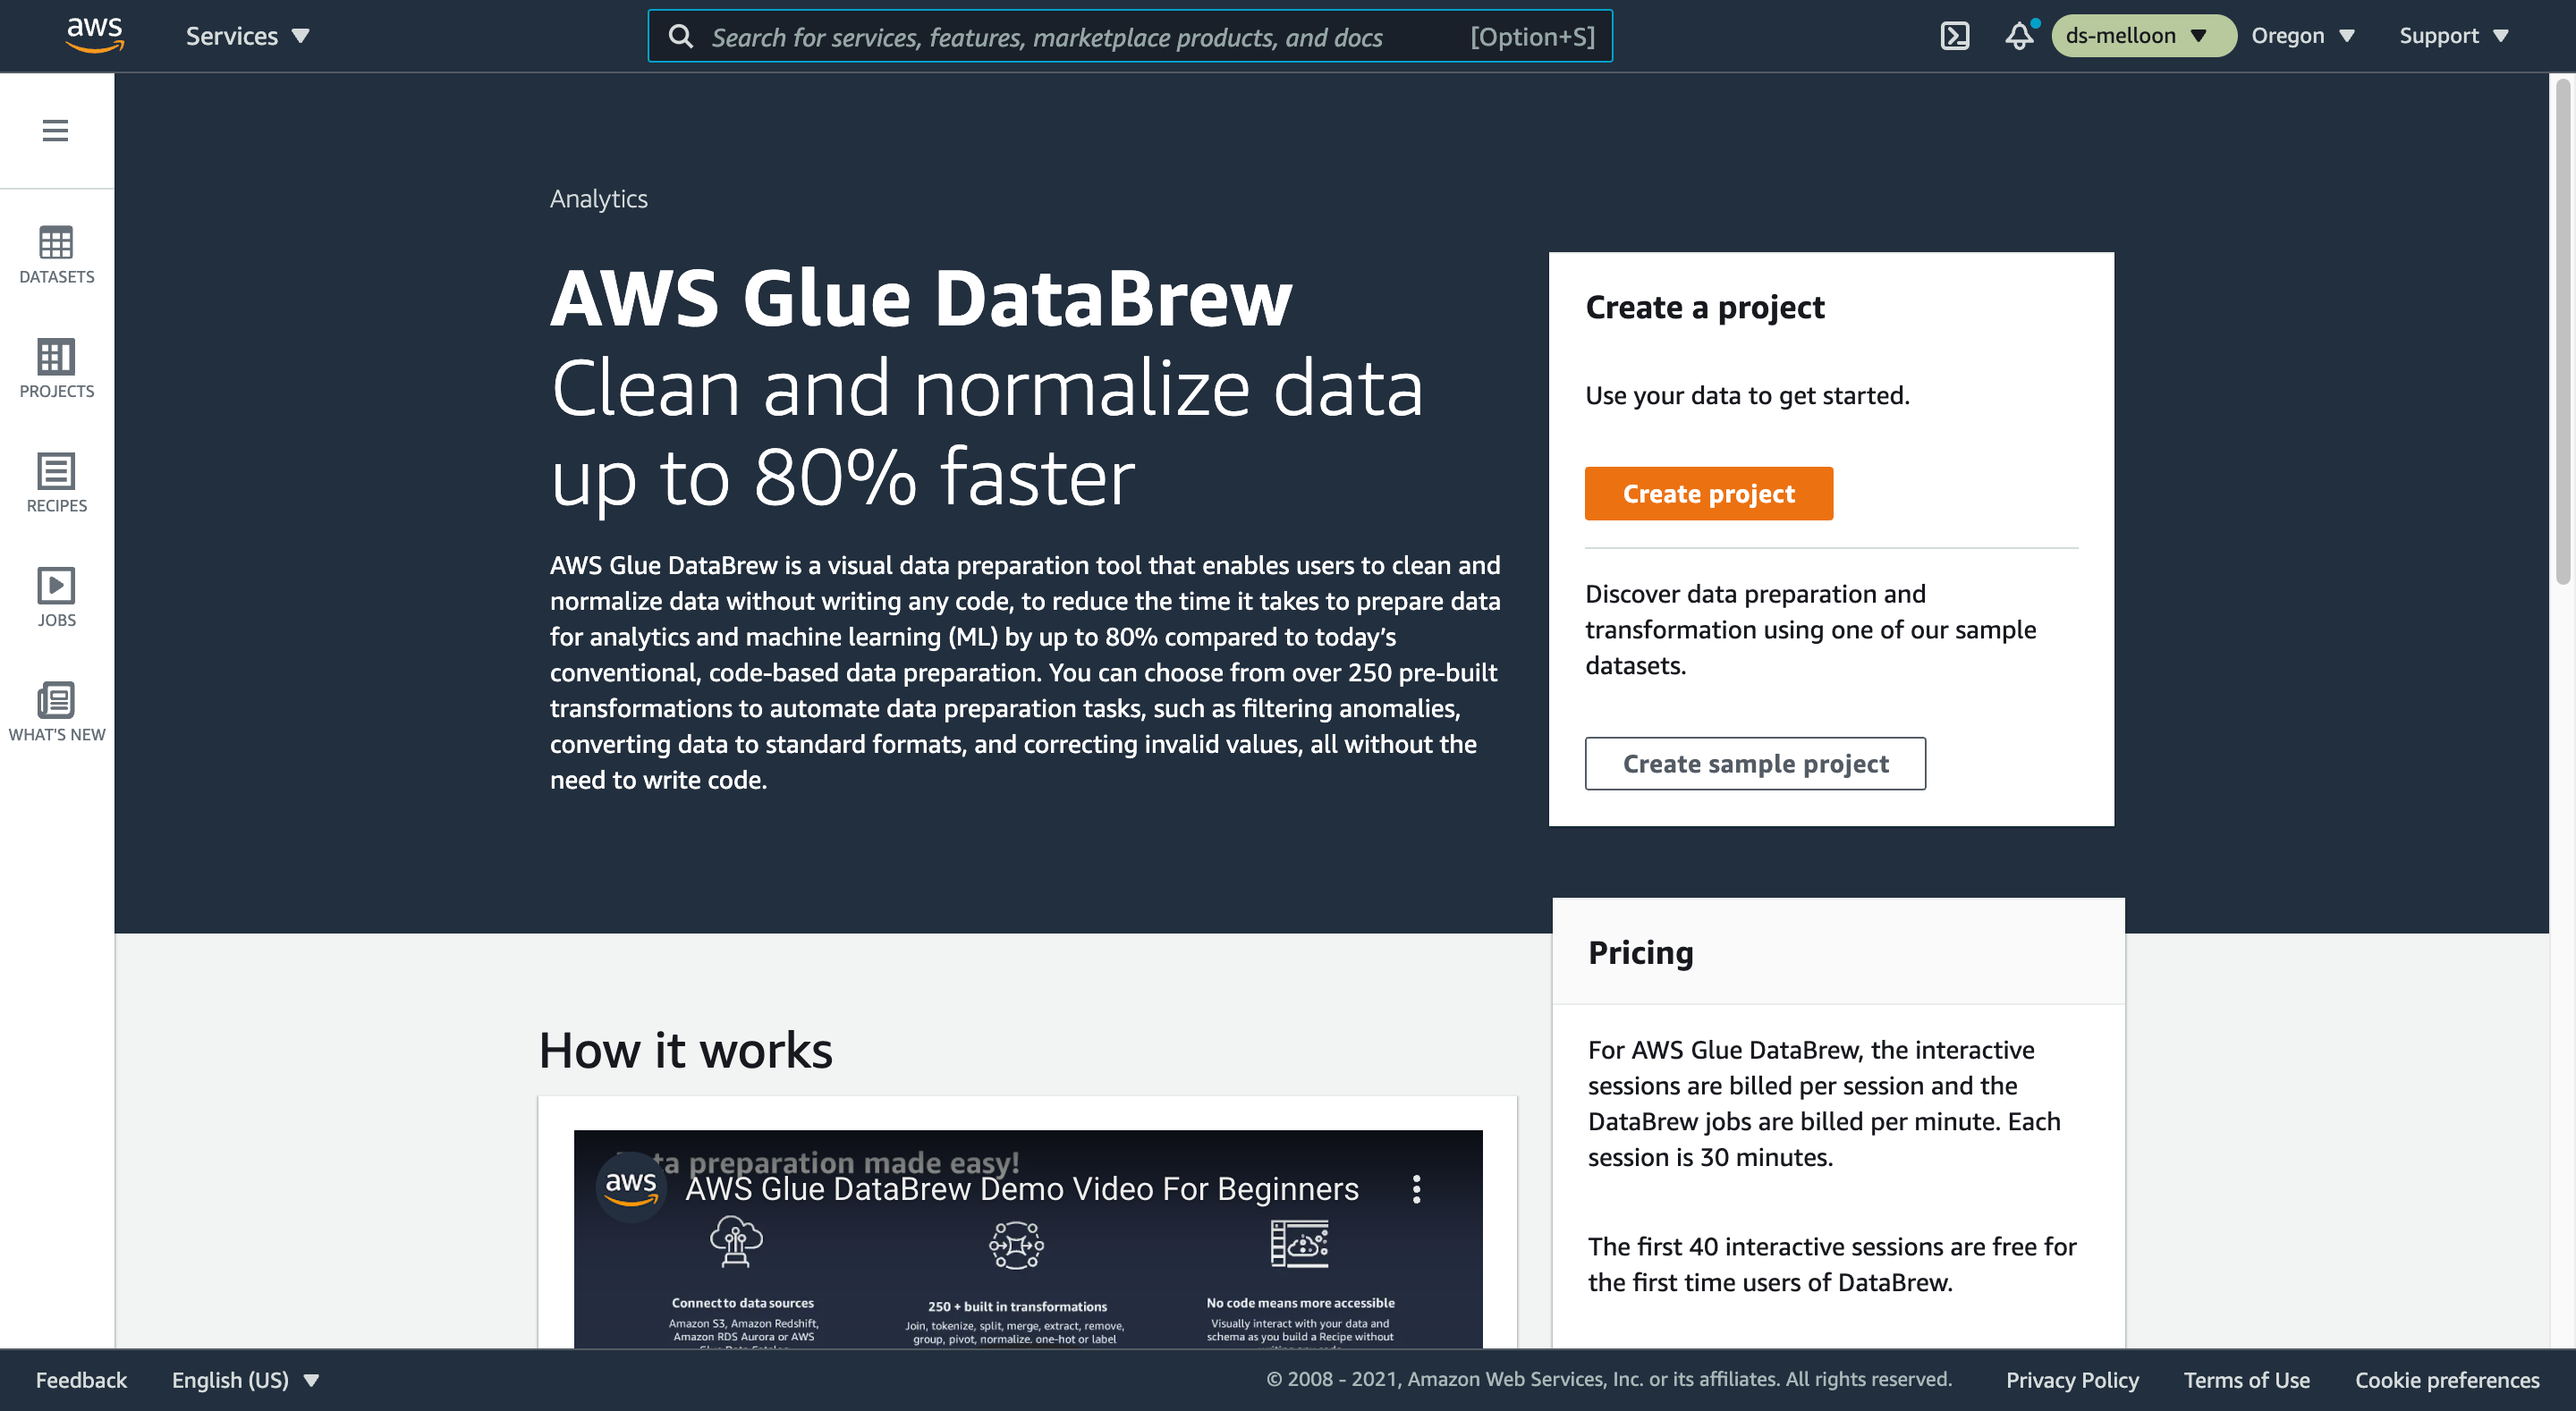 aws
Services
Search for services, features, marketplace products, and docs
[Option+S]
ds-melloon
Oregon
Support
DATASETS
PROJECTS
RECIPES
JOBS
WHAT'S NEW
Analytics
AWS Glue DataBrew
Clean and normalize data
up to 80% faster
AWS Glue DataBrew is a visual data preparation tool that enables users to clean and
normalize data without writing any code, to reduce the time it takes to prepare data
for analytics and machine learning (ML) by up to 80% compared to today's
conventional, code-based data preparation. You can choose from over 250 pre-built
transformations to automate data preparation tasks, such as filtering anomalies,
converting data to standard formats, and correcting invalid values, all without the
need to write code.
Create a project
Use your data to get started.
Create project
Discover data preparation and
transformation using one of our sample
datasets.
Create sample project
How it works
preparation made easy!
aws
AWS Glue DataBrew Demo Video For Beginners
Connect to data sources
Amazon S3, Amazon Redshift,
Amazon RDS Aurora or AWS
250 + built in transformations
Join, tokenize, split, merge, extract, remove,
group, pivot, normalize, one-hot or label
No code means more accessible
Visually interact with your data and
schema as you build a Recipe without
Pricing
For AWS Glue DataBrew, the interactive
sessions are billed per session and the
DataBrew jobs are billed per minute. Each
session is 30 minutes.
The first 40 interactive sessions are free for
the first time users of DataBrew.
Feedback
English (US)
© 2008 - 2021, Amazon Web Services, Inc. or its affiliates. All rights reserved.
Privacy Policy
Terms of Use
Cookie preferences